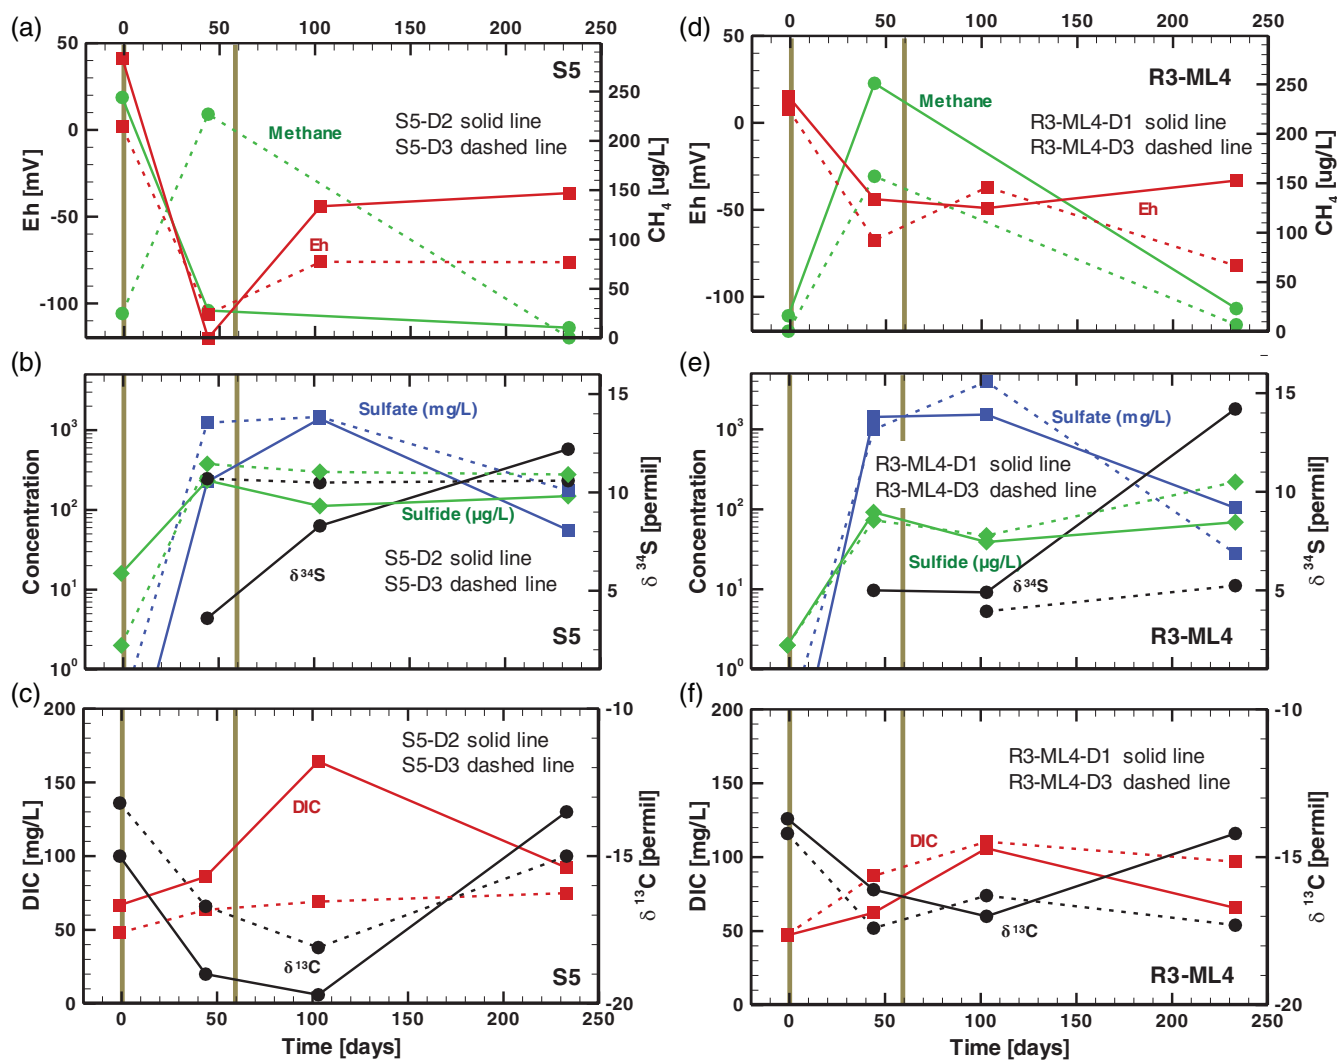 (a)
0 50 100 150 200 250
50
0
-50
-100
Eh [mV]
S5
Methane
S5-D2 solid line
S5-D3 dashed line
Eh
250
200
150
100
50
0
CH4 [ug/L]
(d)
0 50 100 150 200 250
50
0
-50
-100
Eh [mV]
R3-ML4
Methane
R3-ML4-D1 solid line
R3-ML4-D3 dashed line
Eh
250
200
150
100
50
0
CH4 [ug/L]
(b)
10³
10²
10¹
10⁰
Concentration
Sulfate (mg/L)
Sulfide (µg/L)
S5-D2 solid line
S5-D3 dashed line
δ ³⁴S
S5
15
10
5
δ ³⁴S [permil]
(e)
10³
10²
10¹
10⁰
Concentration
Sulfate (mg/L)
R3-ML4-D1 solid line
R3-ML4-D3 dashed line
Sulfide (µg/L)
δ ³⁴S
R3-ML4
15
10
5
δ ³⁴S [permil]
(c)
200
150
100
50
0
DIC [mg/L]
S5-D2 solid line
S5-D3 dashed line
DIC
δ ¹³C
S5
-10
-15
-20
δ ¹³C [permil]
0 50 100 150 200 250
Time [days]
(f)
200
150
100
50
0
DIC [mg/L]
R3-ML4-D1 solid line
R3-ML4-D3 dashed line
DIC
δ ¹³C
R3-ML4
-10
-15
-20
δ ¹³C [permil]
0 50 100 150 200 250
Time [days]